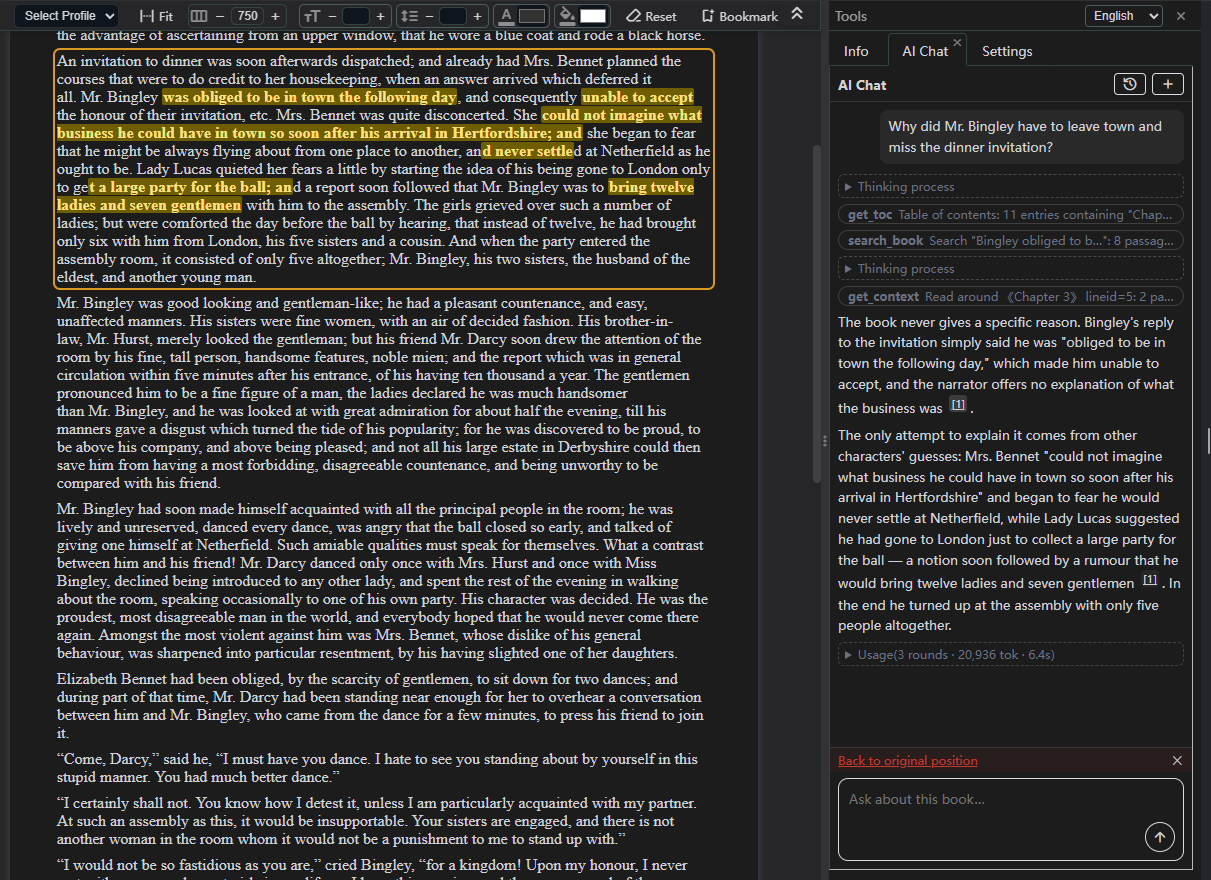 Select Profile
Fit
750
Reset
Bookmark
the advantage of ascertaining from an upper window, that he wore a blue coat and rode a black horse.
An invitation to dinner was soon afterwards dispatched; and already had Mrs. Bennet planned the
courses that were to do credit to her housekeeping, when an answer arrived which deferred it
all. Mr. Bingley was obliged to be in town the following day, and consequently unable to accept
the honour of their invitation, etc. Mrs. Bennet was quite disconcerted. She could not imagine what
business he could have in town so soon after his arrival in Hertfordshire; and she began to fear
that he might be always flying about from one place to another, and never settled at Netherfield as he
ought to be. Lady Lucas quieted her fears a little by starting the idea of his being gone to London only
to get a large party for the ball; and a report soon followed that Mr. Bingley was to bring twelve
ladies and seven gentlemen with him to the assembly. The girls grieved over such a number of
ladies; but were comforted the day before the ball by hearing, that instead of twelve, he had brought
only six with him from London, his five sisters and a cousin. And when the party entered the
assembly room, it consisted of only five altogether; Mr. Bingley, his two sisters, the husband of the
eldest, and another young man.
Mr. Bingley was good looking and gentleman-like; he had a pleasant countenance, and easy,
unaffected manners. His sisters were fine women, with an air of decided fashion. His brother-in-
law, Mr. Hurst, merely looked the gentleman; but his friend Mr. Darcy soon drew the attention of the
room by his fine, tall person, handsome features, noble mien; and the report which was in general
circulation within five minutes after his entrance, of his having ten thousand a year. The gentlemen
pronounced him to be a fine figure of a man, the ladies declared he was much handsomer
than Mr. Bingley, and he was looked at with great admiration for about half the evening, till his
manners gave a disgust which turned the tide of his popularity; for he was discovered to be proud, to
be above his company, and above being pleased; and not all his large estate in Derbyshire could then
save him from having a most forbidding, disagreeable countenance, and being unworthy to be
compared with his friend.
Mr. Bingley had soon made himself acquainted with all the principal people in the room; he was
lively and unreserved, danced every dance, was angry that the ball closed so early, and talked of
giving one himself at Netherfield. Such amiable qualities must speak for themselves. What a contrast
between him and his friend! Mr. Darcy danced only once with Mrs. Hurst and once with Miss
Bingley, declined being introduced to any other lady, and spent the rest of the evening in walking
about the room, speaking occasionally to one of his own party. His character was decided. He was the
proudest, most disagreeable man in the world, and everybody hoped that he would never come there
again. Amongst the most violent against him was Mrs. Bennet, whose dislike of his general
behaviour, was sharpened into particular resentment, by his having slighted one of her daughters.
Elizabeth Bennet had been obliged, by the scarcity of gentlemen, to sit down for two dances; and
during part of that time, Mr. Darcy had been standing near enough for her to overhear a conversation
between him and Mr. Bingley, who came from the dance for a few minutes, to press his friend to join
it.
“Come, Darcy,” said he, “I must have you dance. I hate to see you standing about by yourself in this
stupid manner. You had much better dance.”
“I certainly shall not. You know how I detest it, unless I am particularly acquainted with my partner.
At such an assembly as this, it would be insupportable. Your sisters are engaged, and there is not
another woman in the room whom it would not be a punishment to me to stand up with.”
“I would not be so fastidious as you are,” cried Bingley, “for a kingdom! Upon my honour, I never
Tools
English
Info
AI Chat
Settings
AI Chat
Why did Mr. Bingley have to leave town and
miss the dinner invitation?
Thinking process
get_toc Table of contents: 11 entries containing "Chap...
search_book Search "Bingley obliged to b...": 8 passag...
Thinking process
get_context Read around 《Chapter 3》 lineid=5: 2 pa...
The book never gives a specific reason. Bingley's reply
to the invitation simply said he was "obliged to be in
town the following day," which made him unable to
accept, and the narrator offers no explanation of what
the business was [1] .
The only attempt to explain it comes from other
characters' guesses: Mrs. Bennet "could not imagine
what business he could have in town so soon after his
arrival in Hertfordshire" and began to fear he would
never settle at Netherfield, while Lady Lucas suggested
he had gone to London just to collect a large party for
the ball — a notion soon followed by a rumour that he
would bring twelve ladies and seven gentlemen [1] . In
the end he turned up at the assembly with only five
people altogether.
Usage(3 rounds · 20,936 tok · 6.4s)
Back to original position
Ask about this book...